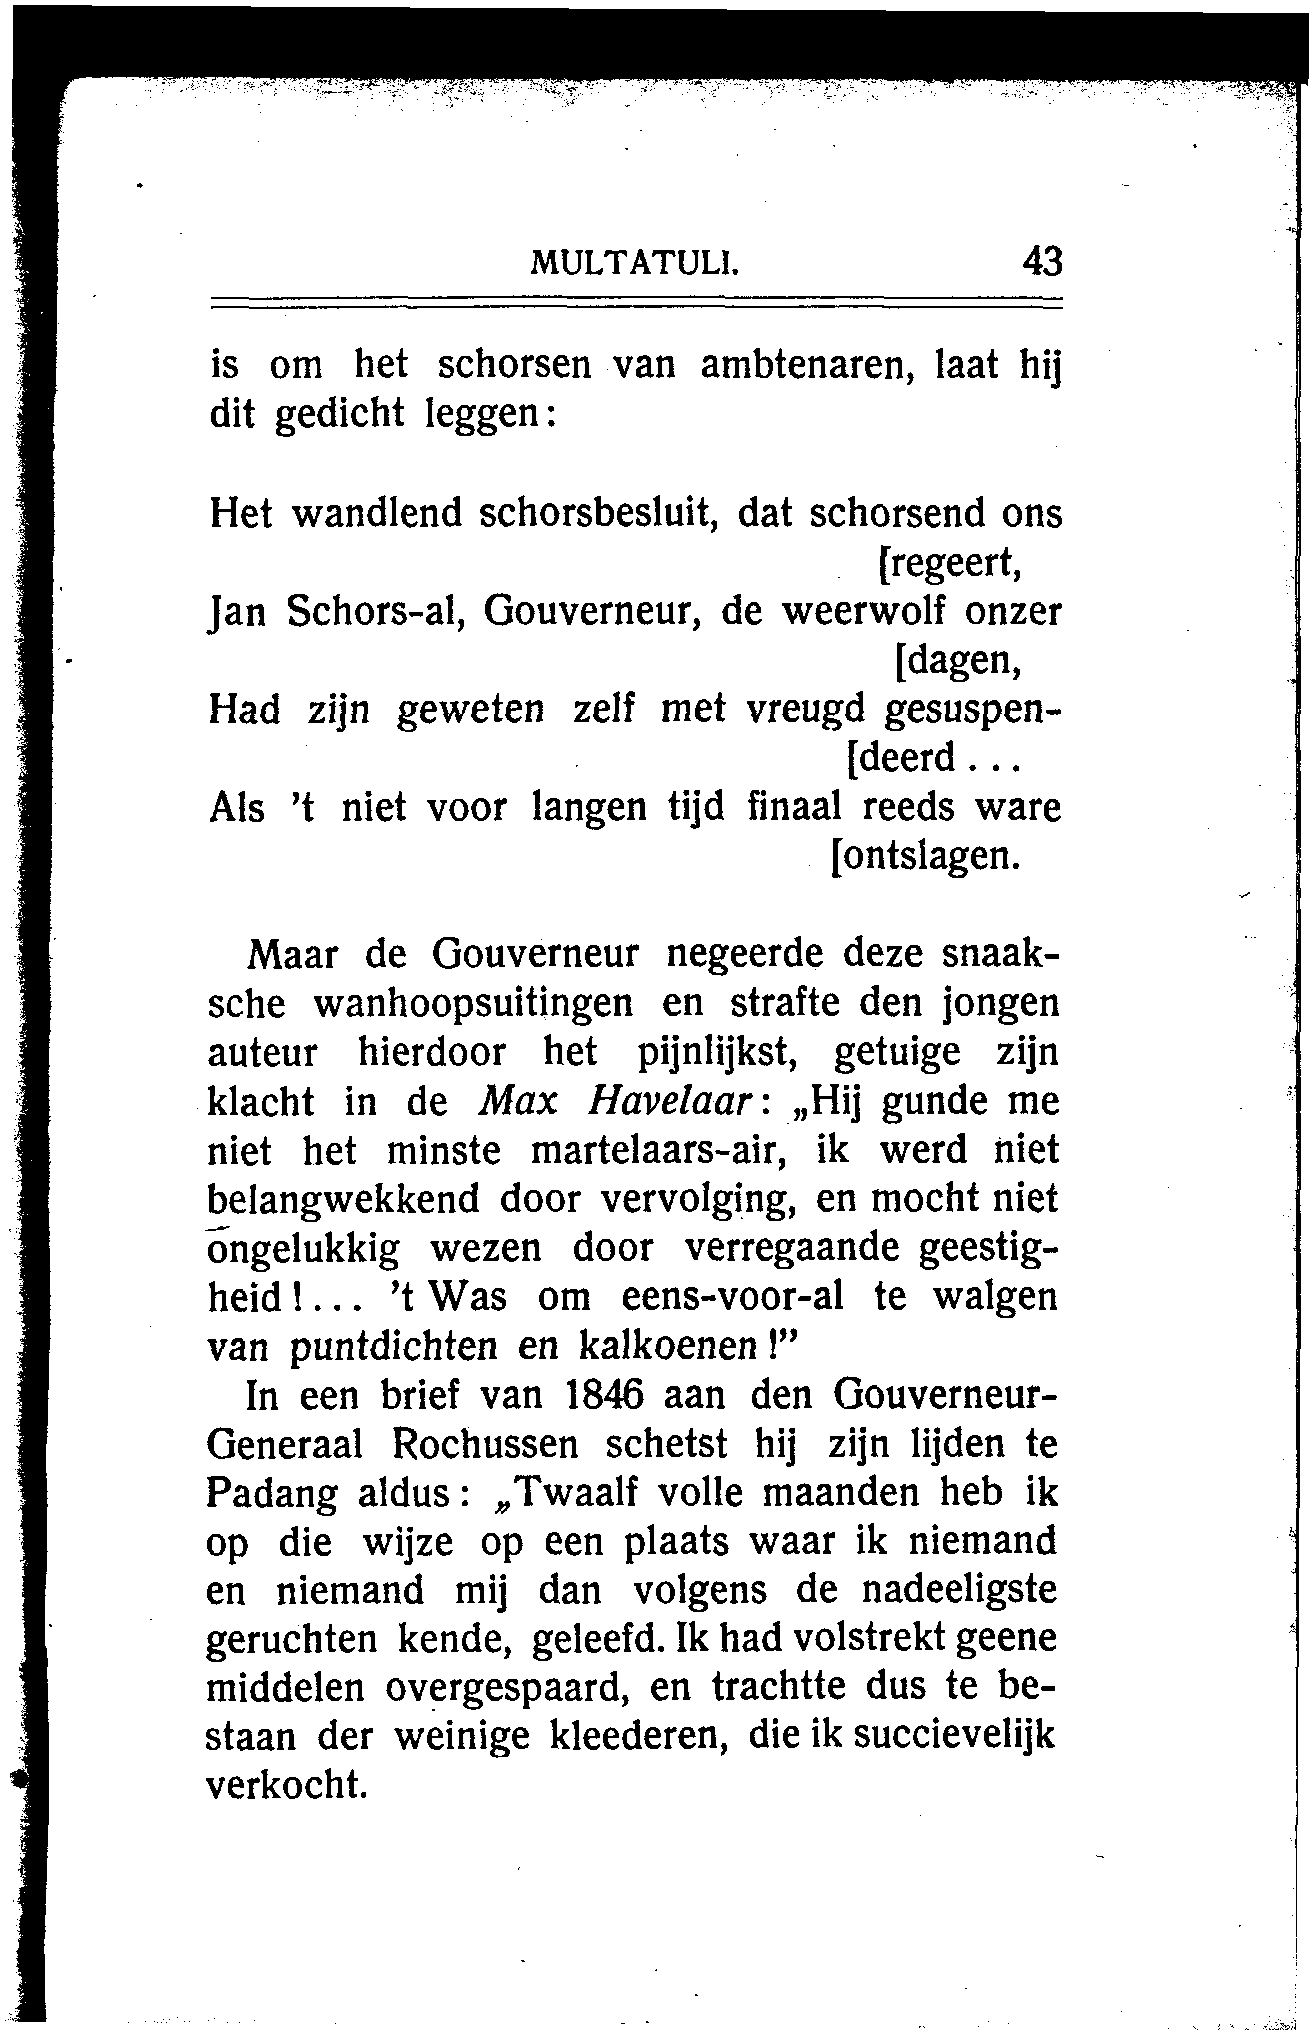 MULTATULI. 43
is om het schorsen van ambtenaren, laat hij
dit gedicht leggen:
Het wandlend schorsbesluit, dat schorsend ons
[regeert,
Jan Schors-al, Gouverneur, de weerwolf onzer
[dagen,
Had zijn geweten zelf met vreugd gesuspen-
[deerd . . .
Als 't niet voor langen tijd finaal reeds ware
[ontslagen.
Maar de Gouverneur negeerde deze snaak-
sche wanhoopsuitingen en strafte den jongen
auteur hierdoor het pijnlijkst, getuige zijn
klacht in de Max Havelaar: „Hij gunde me
niet het minste martelaars-air, ik werd niet
belangwekkend door vervolging, en mocht niet
ongelukkig wezen door verregaande geestig-
heid!... 't Was om eens-voor-al te walgen
van puntdichten en kalkoenen!”
In een brief van 1846 aan den Gouverneur-
Generaal Rochussen schetst hij zijn lijden te
Padang aldus: „Twaalf volle maanden heb ik
op die wijze op een plaats waar ik niemand
en niemand mij dan volgens de nadeeligste
geruchten kende, geleefd. Ik had volstrekt geene
middelen overgespaard, en trachtte dus te be-
staan der weinige kleederen, die ik succievelijk
verkocht.